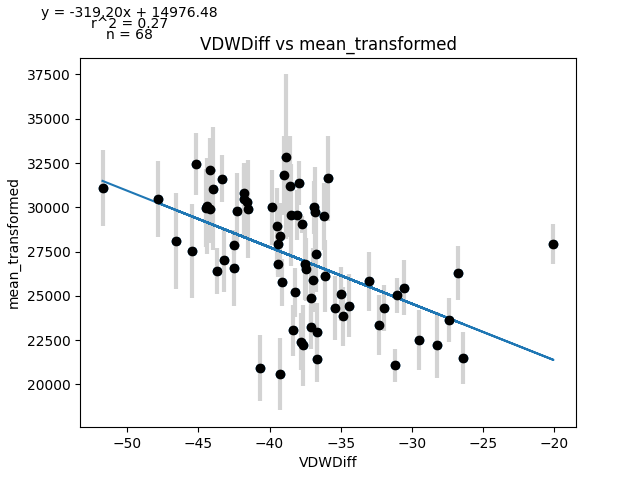 y = -319.20x + 14976.48
r^2 = 0.27
n = 68
VDWDiff vs mean_transformed
37500
35000
32500
30000
27500
25000
22500
20000
mean_transformed
−50
−45
−40
−35
−30
−25
−20
VDWDiff